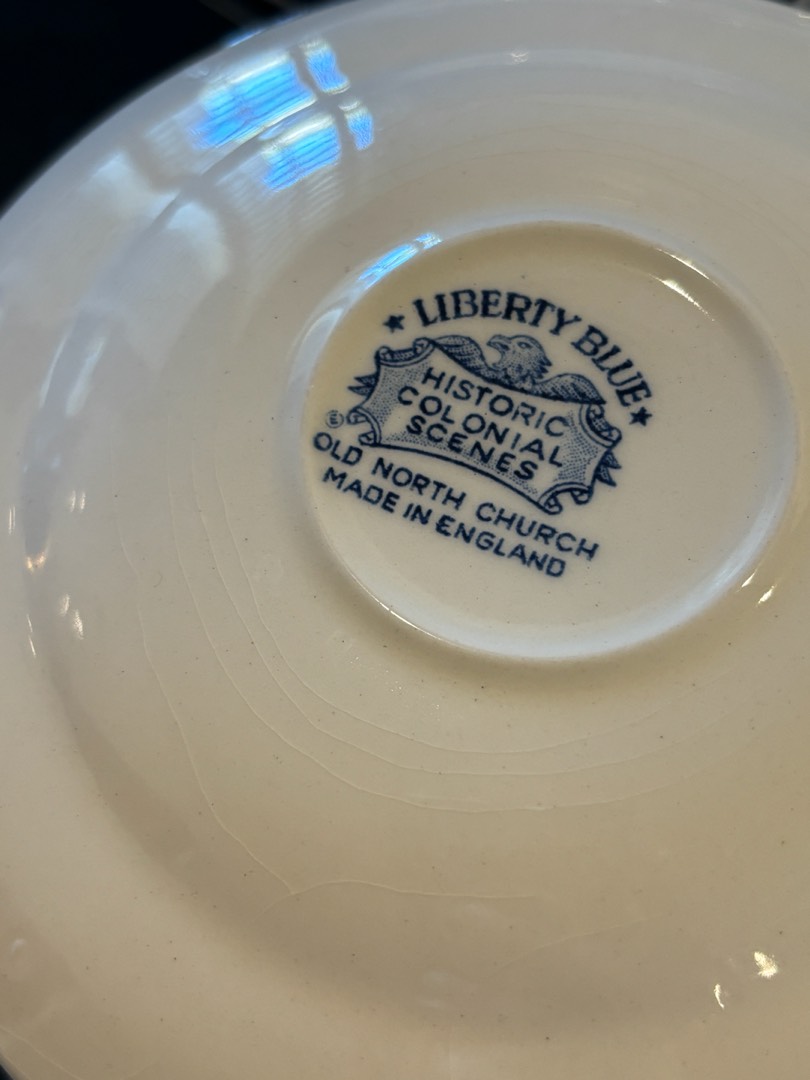 ★ LIBERTY BLUE ★
HISTORIC
COLONIAL
SCENES
OLD NORTH CHURCH
MADE IN ENGLAND